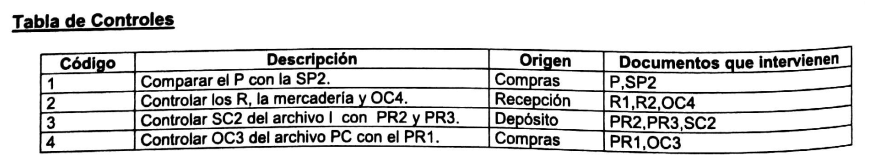 Tabla de Controles
Código Descripción Origen Documentos que intervienen
1 Comparar el P con la SP2. Compras P,SP2
2 Controlar los R, la mercadería y OC4. Recepción R1,R2,OC4
3 Controlar SC2 del archivo I con PR2 y PR3. Depósito PR2,PR3,SC2
4 Controlar OC3 del archivo PC con el PR1. Compras PR1,OC3